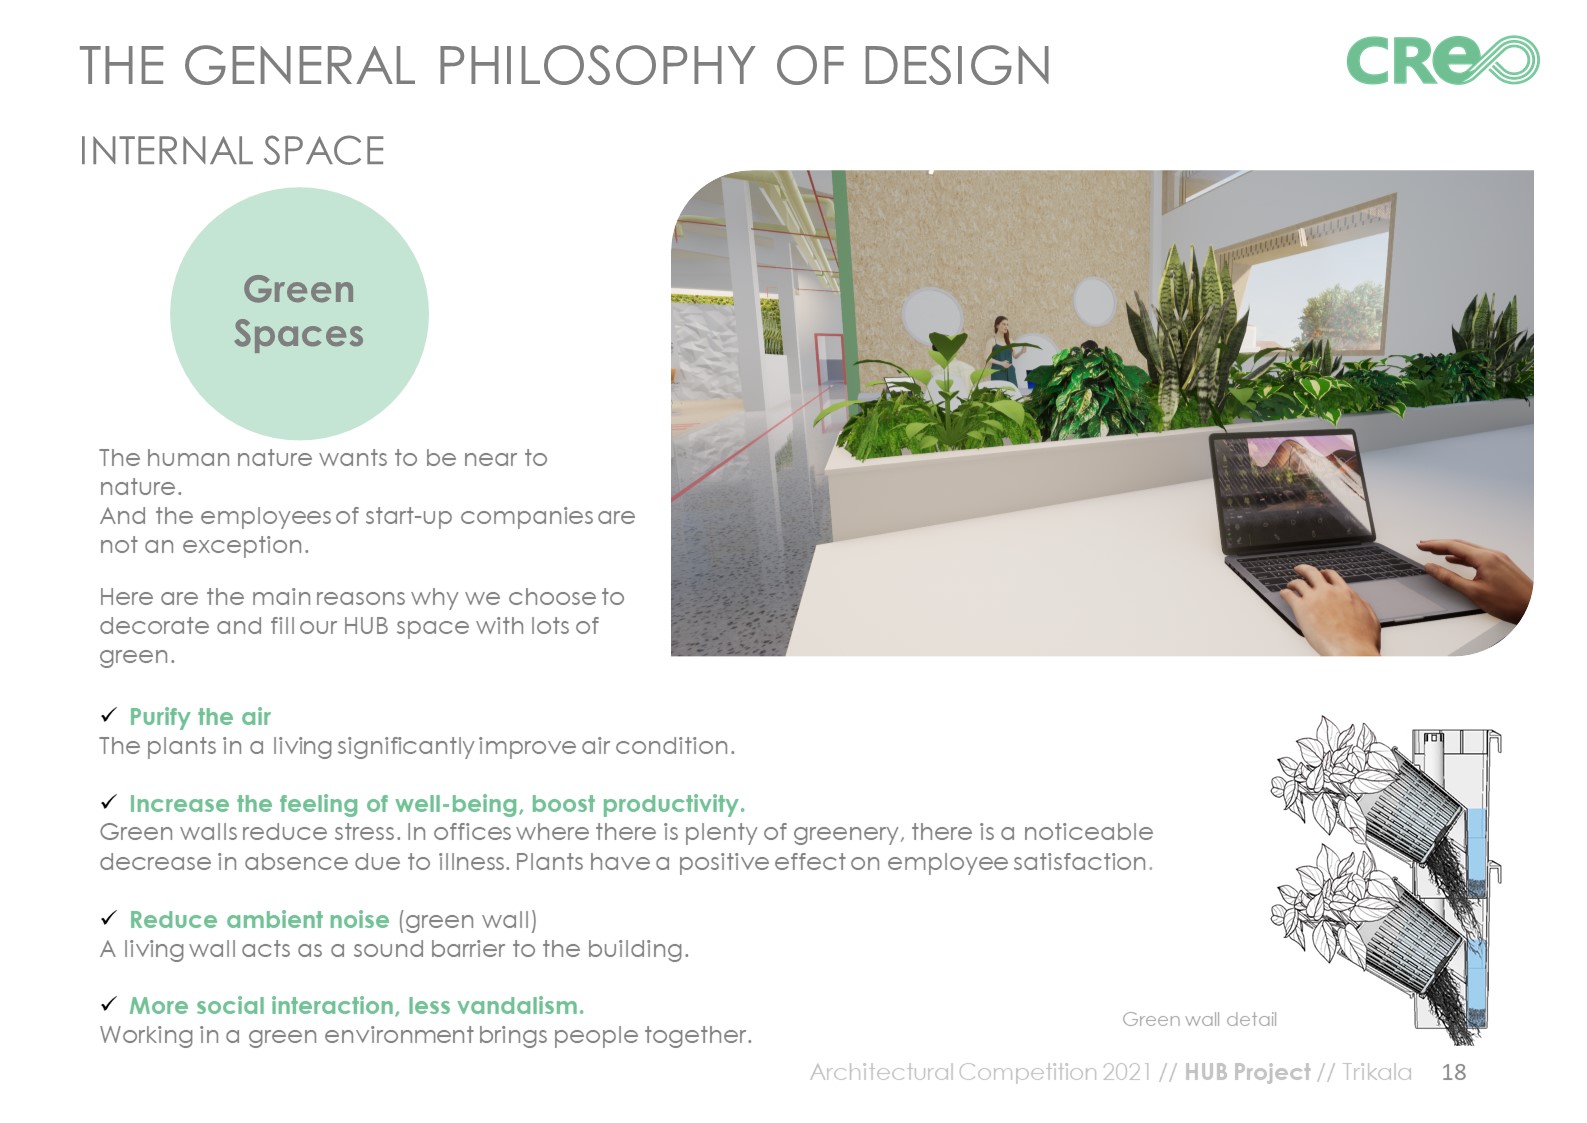 THE GENERAL PHILOSOPHY OF DESIGN
CREO
INTERNAL SPACE
Green
Spaces
The human nature wants to be near to
nature.
And the employees of start-up companies are
not an exception.
Here are the main reasons why we choose to
decorate and fill our HUB space with lots of
green.
✓ Purify the air
The plants in a living significantly improve air condition.
✓ Increase the feeling of well-being, boost productivity.
Green walls reduce stress. In offices where there is plenty of greenery, there is a noticeable
decrease in absence due to illness. Plants have a positive effect on employee satisfaction.
✓ Reduce ambient noise (green wall)
A living wall acts as a sound barrier to the building.
✓ More social interaction, less vandalism.
Working in a green environment brings people together.
Green wall detail
Architectural Competition 2021 // HUB Project // Trikala 18